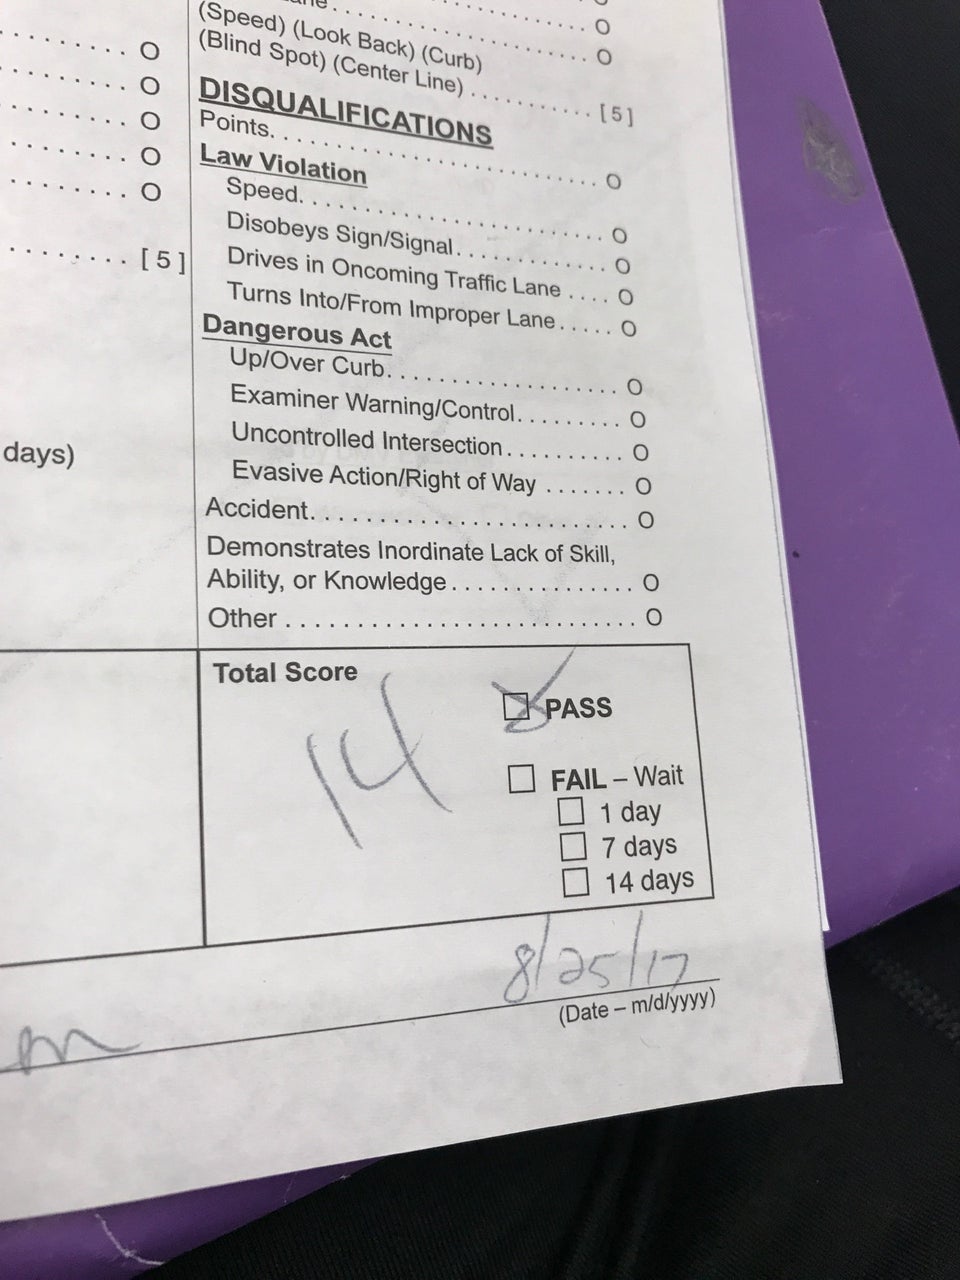 (Speed) (Look Back) (Curb)
(Blind Spot) (Center Line) . . . . . . . . . . . [ 5 ]
DISQUALIFICATIONS
Points. . . . . . . . . . . . . . . . . . . . . . . . . . O
Law Violation
Speed. . . . . . . . . . . . . . . . . . . . . . . . O
Disobeys Sign/Signal . . . . . . . . . . . . . O
Drives in Oncoming Traffic Lane . . . . O
Turns Into/From Improper Lane . . . . . O
Dangerous Act
Up/Over Curb. . . . . . . . . . . . . . . . . . . O
Examiner Warning/Control. . . . . . . . . O
Uncontrolled Intersection . . . . . . . . . . O
Evasive Action/Right of Way . . . . . . . O
Accident. . . . . . . . . . . . . . . . . . . . . . . . O
Demonstrates Inordinate Lack of Skill,
Ability, or Knowledge . . . . . . . . . . . . . . O
Other . . . . . . . . . . . . . . . . . . . . . . . . . . O
. . . . . . . . O
. . . . . . . . O
. . . . . . . . O
. . . . . . . . O
. . . . . . . . O
. . . . . . . . . [ 5 ]
days)
Total Score
14
PASS
FAIL – Wait
1 day
7 days
14 days
8/25/17
(Date – m/d/yyyy)